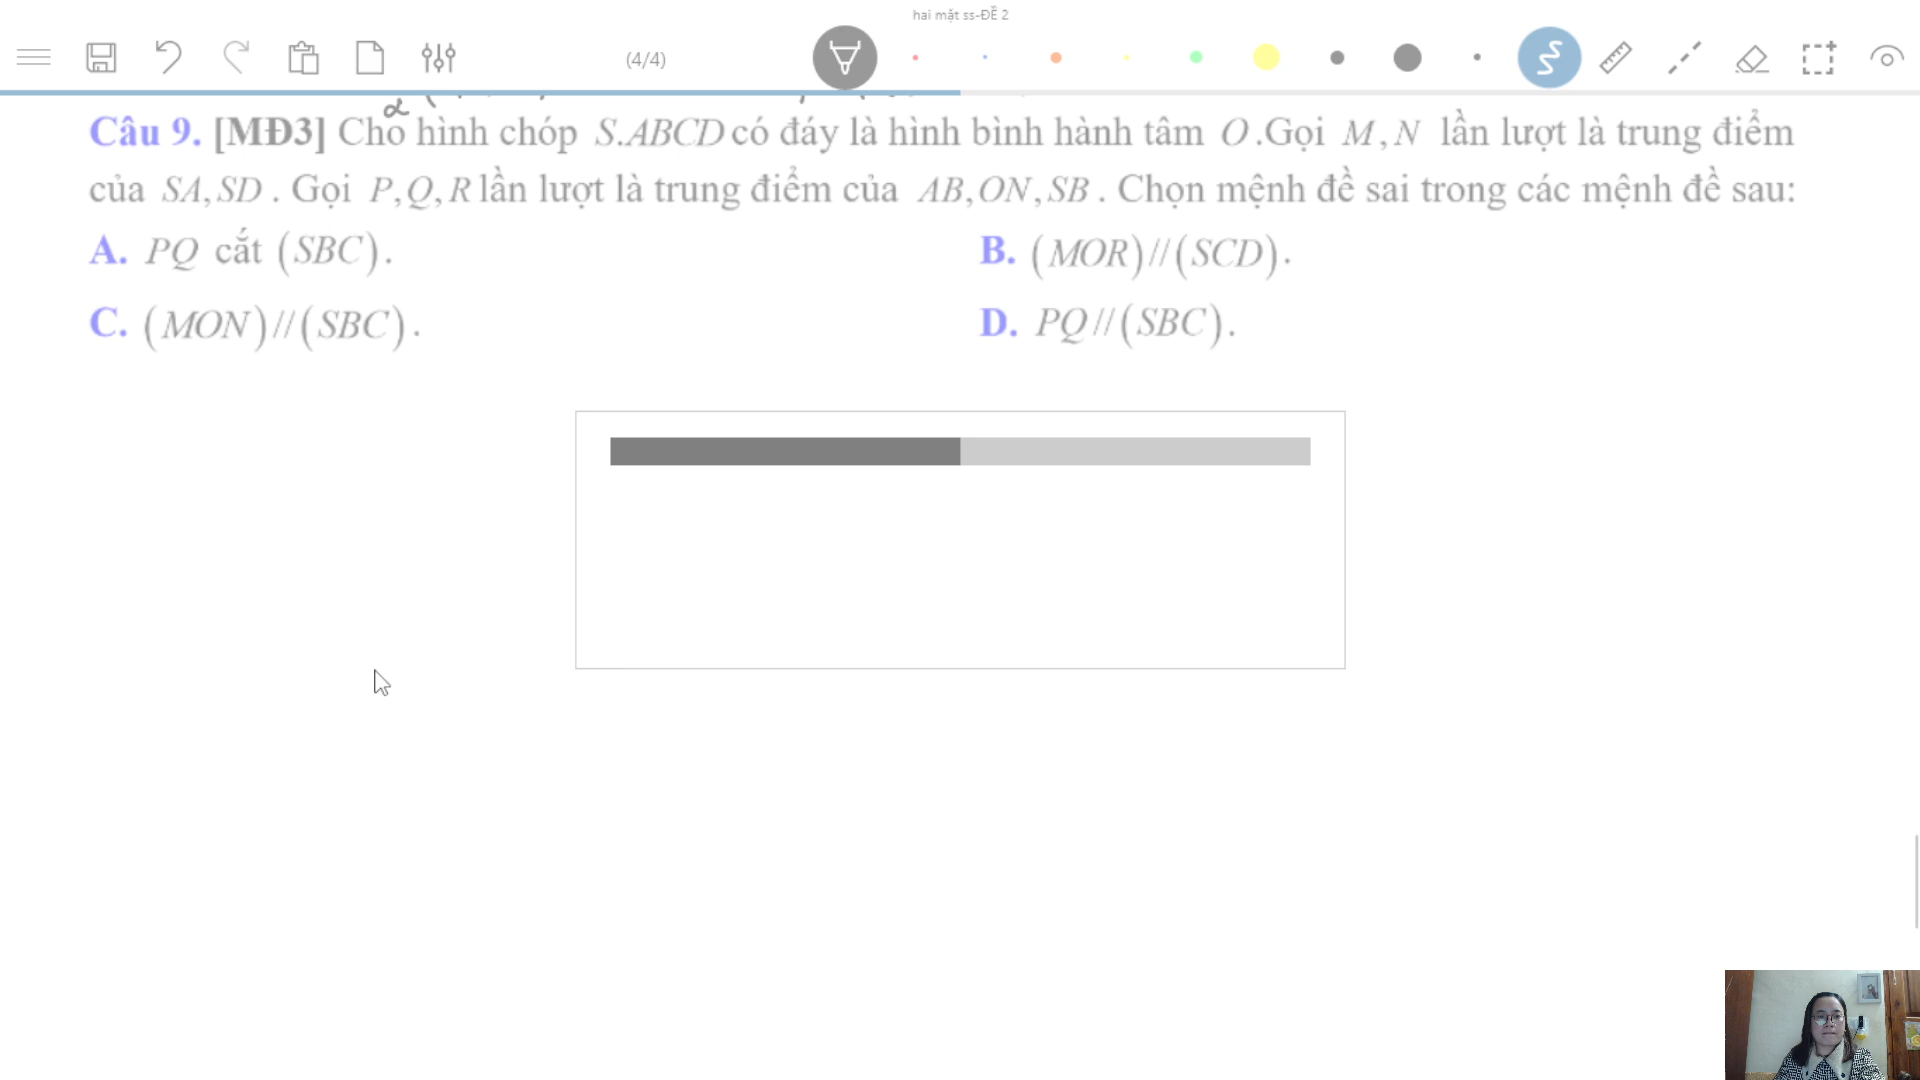 hai mặt ss-ĐỀ 2
(4/4)
α
Câu 9. [MĐ3] Cho hình chóp S.ABCD có đáy là hình bình hành tâm O.Gọi M,N lần lượt là trung điểm
của SA,SD. Gọi P,Q,R lần lượt là trung điểm của AB,ON,SB. Chọn mệnh đề sai trong các mệnh đề sau:
A. PQ cắt (SBC).
B. (MOR)//(SCD).
C. (MON)//(SBC).
D. PQ//(SBC).